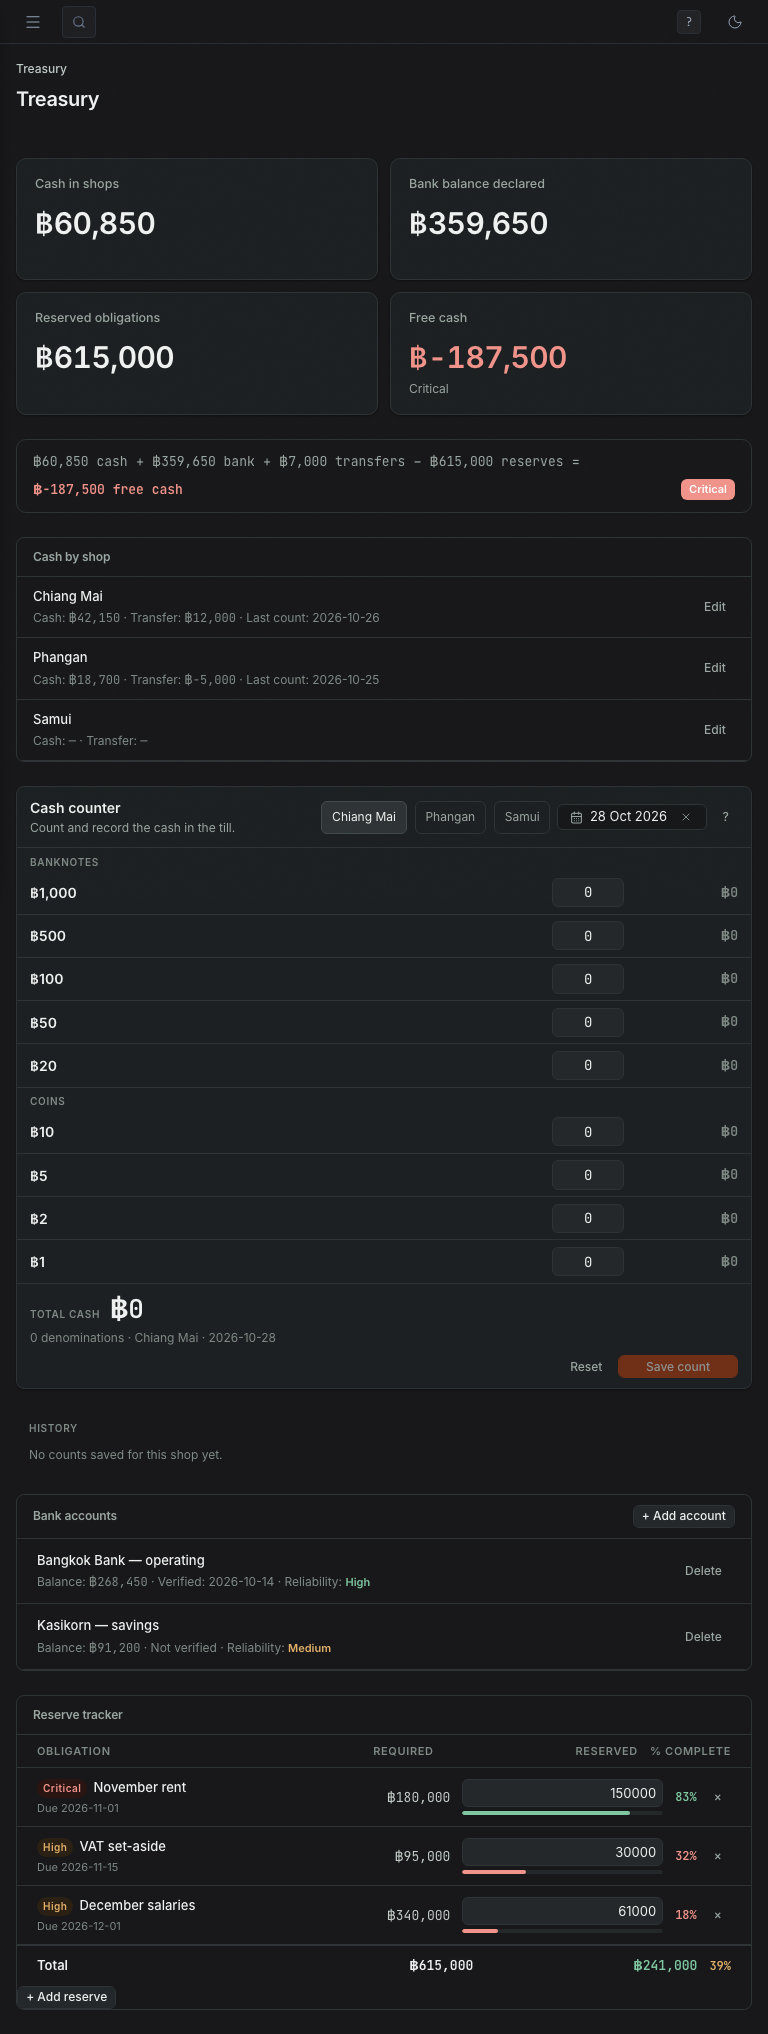 ?
Treasury
Treasury
Cash in shops
฿60,850
Bank balance declared
฿359,650
Reserved obligations
฿615,000
Free cash
฿-187,500
Critical
฿60,850 cash + ฿359,650 bank + ฿7,000 transfers − ฿615,000 reserves =
฿-187,500 free cash
Critical
Cash by shop
Chiang Mai
Cash: ฿42,150 · Transfer: ฿12,000 · Last count: 2026-10-26
Edit
Phangan
Cash: ฿18,700 · Transfer: ฿-5,000 · Last count: 2026-10-25
Edit
Samui
Cash: — · Transfer: —
Edit
Cash counter
Count and record the cash in the till.
Chiang Mai
Phangan
Samui
28 Oct 2026
×
?
BANKNOTES
฿1,000 0 ฿0
฿500 0 ฿0
฿100 0 ฿0
฿50 0 ฿0
฿20 0 ฿0
COINS
฿10 0 ฿0
฿5 0 ฿0
฿2 0 ฿0
฿1 0 ฿0
TOTAL CASH ฿0
0 denominations · Chiang Mai · 2026-10-28
Reset
Save count
HISTORY
No counts saved for this shop yet.
Bank accounts
+ Add account
Bangkok Bank — operating
Balance: ฿268,450 · Verified: 2026-10-14 · Reliability: High
Delete
Kasikorn — savings
Balance: ฿91,200 · Not verified · Reliability: Medium
Delete
Reserve tracker
OBLIGATION REQUIRED RESERVED % COMPLETE
Critical November rent
Due 2026-11-01
฿180,000 150000 83% ×
High VAT set-aside
Due 2026-11-15
฿95,000 30000 32% ×
High December salaries
Due 2026-12-01
฿340,000 61000 18% ×
Total ฿615,000 ฿241,000 39%
+ Add reserve